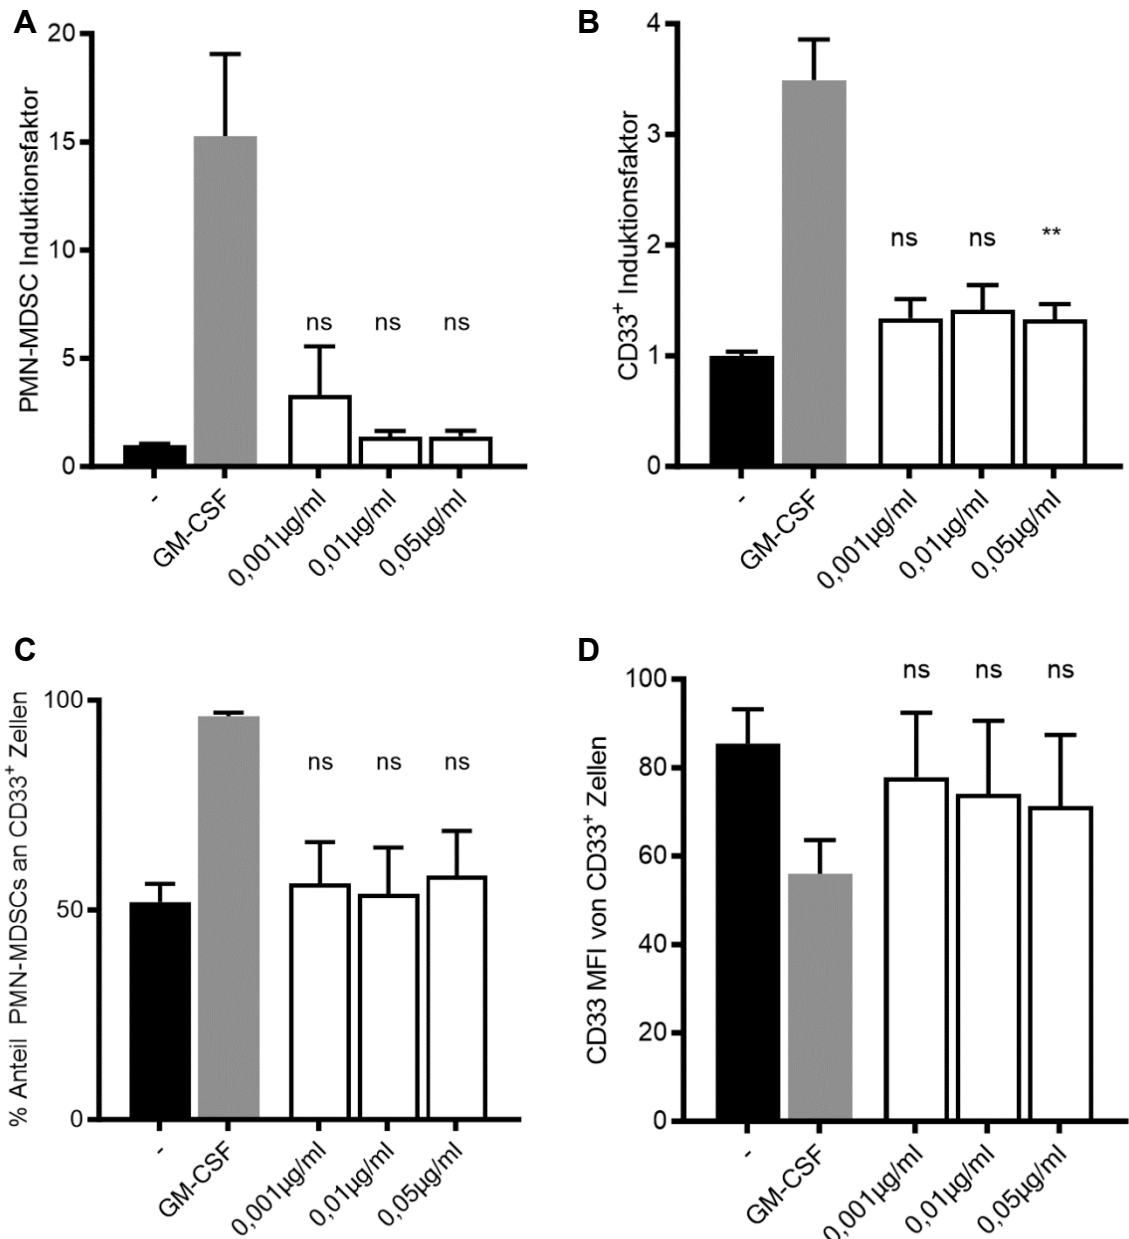 A
PMN-MDSC Induktionsfaktor
20
15
10
5
0
ns
ns
ns
-
GM-CSF
0,001µg/ml
0,01µg/ml
0,05µg/ml
B
CD33+ Induktionsfaktor
4
3
2
1
0
ns
ns
**
-
GM-CSF
0,001µg/ml
0,01µg/ml
0,05µg/ml
C
% Anteil PMN-MDSCs an CD33+ Zellen
100
50
0
ns
ns
ns
-
GM-CSF
0,001µg/ml
0,01µg/ml
0,05µg/ml
D
CD33 MFI von CD33+ Zellen
100
80
60
40
20
0
ns
ns
ns
-
GM-CSF
0,001µg/ml
0,01µg/ml
0,05µg/ml